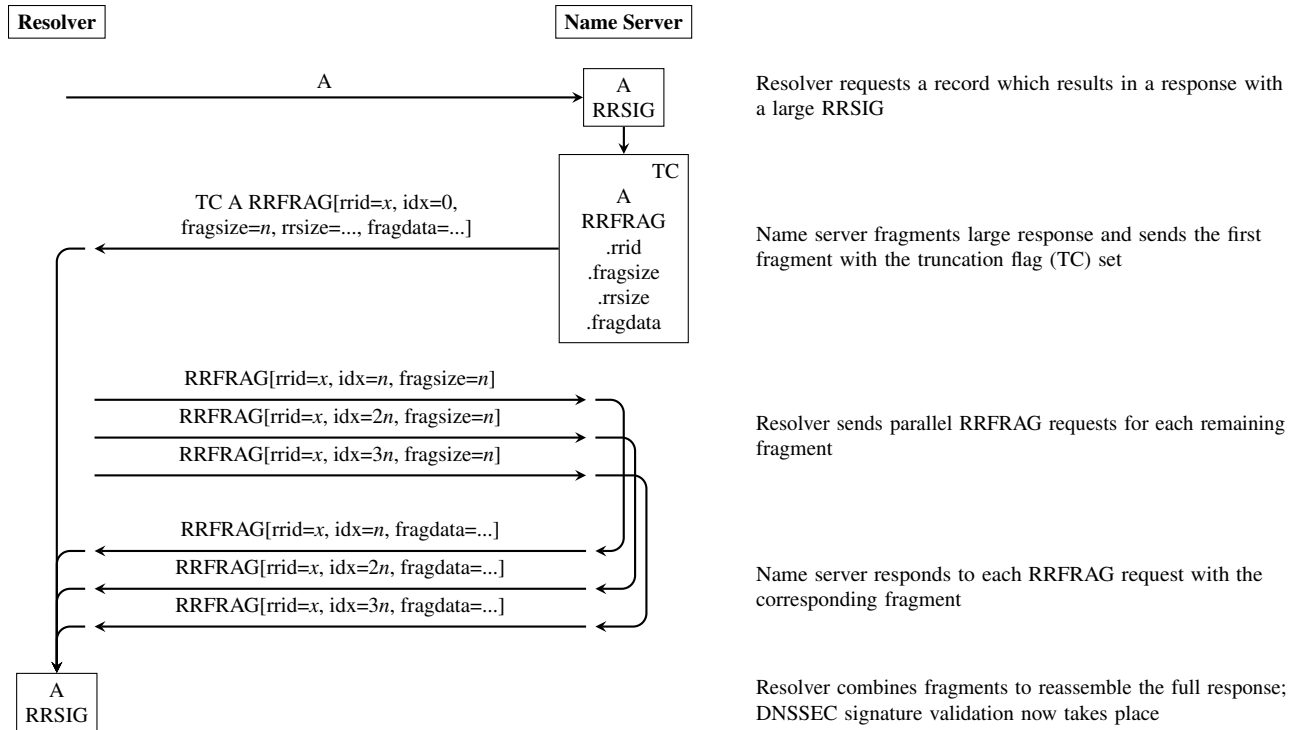 Resolver
Name Server
A
A
RRSIG
Resolver requests a record which results in a response with
a large RRSIG
TC
A
RRFRAG
.rrid
.fragsize
.rrsize
.fragdata
TC A RRFRAG[rrid=x, idx=0,
fragsize=n, rrsize=..., fragdata=...]
Name server fragments large response and sends the first
fragment with the truncation flag (TC) set
RRFRAG[rrid=x, idx=n, fragsize=n]
RRFRAG[rrid=x, idx=2n, fragsize=n]
RRFRAG[rrid=x, idx=3n, fragsize=n]
Resolver sends parallel RRFRAG requests for each remaining
fragment
RRFRAG[rrid=x, idx=n, fragdata=...]
RRFRAG[rrid=x, idx=2n, fragdata=...]
RRFRAG[rrid=x, idx=3n, fragdata=...]
Name server responds to each RRFRAG request with the
corresponding fragment
A
RRSIG
Resolver combines fragments to reassemble the full response;
DNSSEC signature validation now takes place